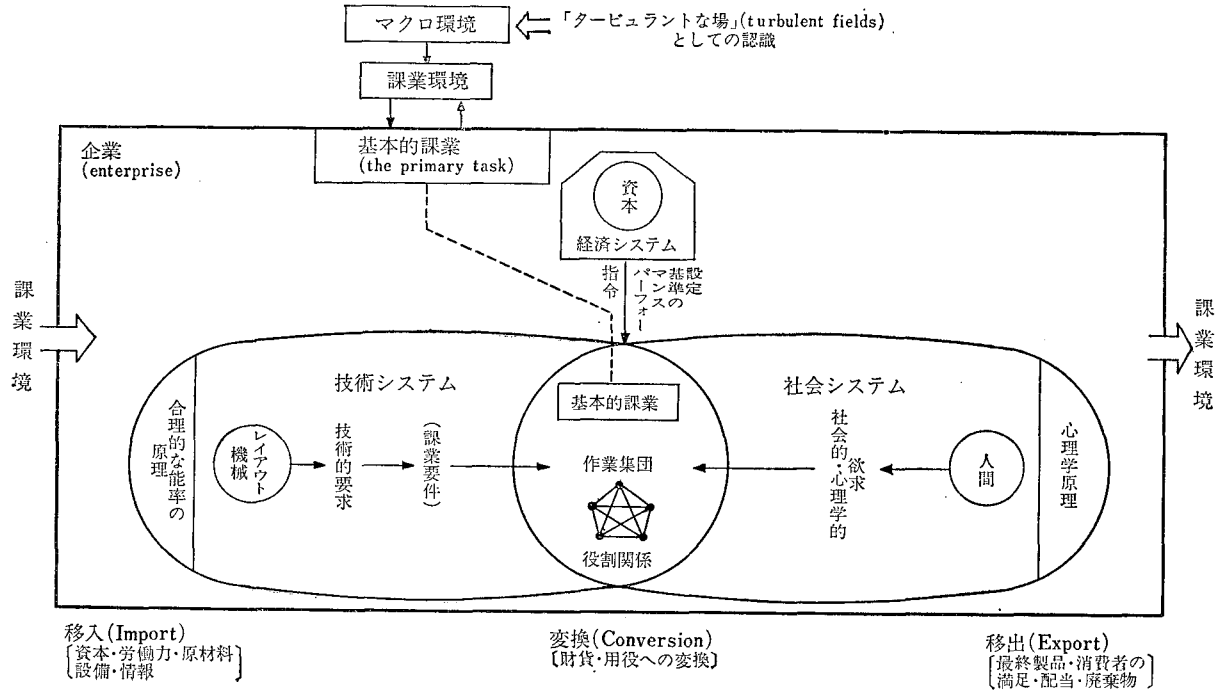 マクロ環境
「タービュラントな場」(turbulent fields)
としての認識
課業環境
企業
(enterprise)
基本的課業
(the primary task)
資本
経済システム
指令
パーフォー
マンス
基準の
設定
課業環境
課業環境
技術システム
社会システム
合理的な能率の
原理
レイアウト
機械
技術的要求
(課業要件)
基本的課業
作業集団
役割関係
社会的・心理学的
欲求
人間
心理学原理
移入(Import)
〔資本・労働力・原材料
設備・情報〕
変換(Conversion)
〔財貨・用役への変換〕
移出(Export)
〔最終製品・消費者の
満足・配当・廃棄物〕